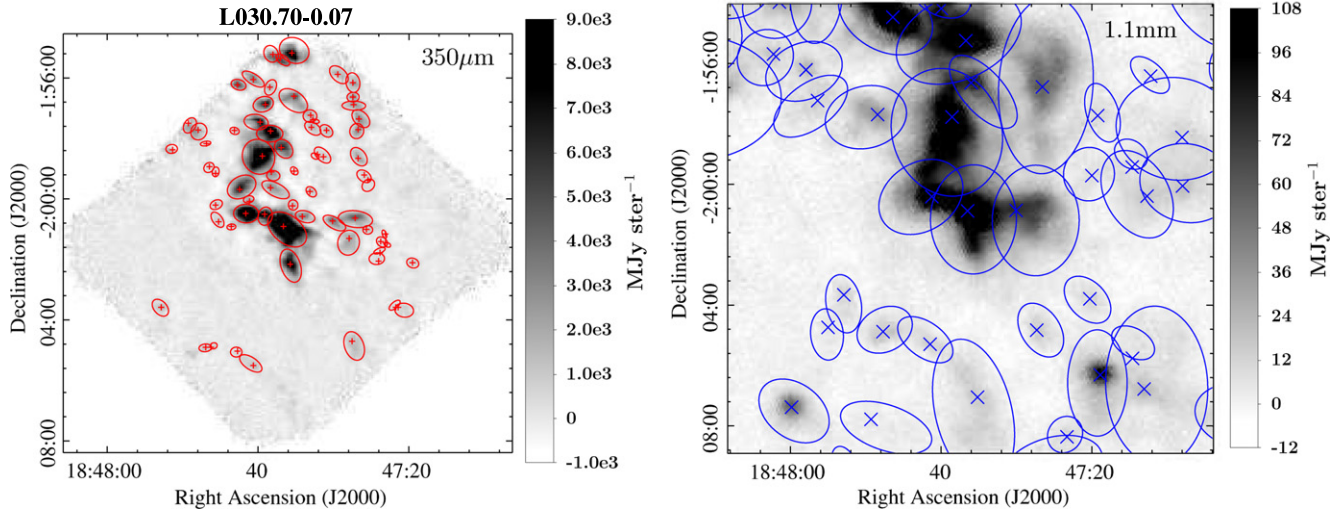 L030.70-0.07
350μm
9.0e3
8.0e3
7.0e3
6.0e3
5.0e3
4.0e3
3.0e3
2.0e3
1.0e3
0
-1.0e3
MJy ster⁻¹
-1:56:00
-2:00:00
04:00
08:00
Declination (J2000)
18:48:00 40 47:20
Right Ascension (J2000)
1.1mm
108
96
84
72
60
48
36
24
12
0
-12
MJy ster⁻¹
-1:56:00
-2:00:00
04:00
08:00
Declination (J2000)
18:48:00 40 47:20
Right Ascension (J2000)